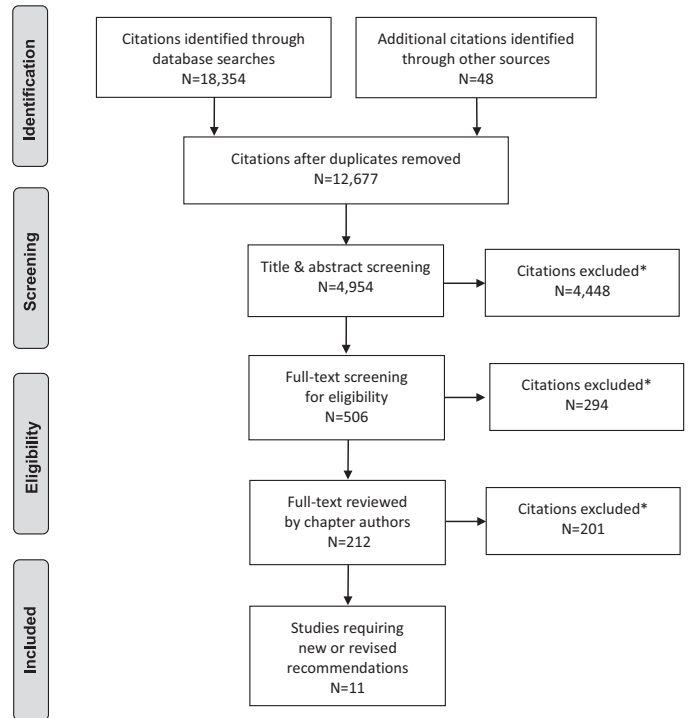 Identification
Citations identified through
database searches
N=18,354
Additional citations identified
through other sources
N=48
Citations after duplicates removed
N=12,677
Screening
Title & abstract screening
N=4,954
Citations excluded*
N=4,448
Eligibility
Full-text screening
for eligibility
N=506
Citations excluded*
N=294
Full-text reviewed
by chapter authors
N=212
Citations excluded*
N=201
Included
Studies requiring
new or revised
recommendations
N=11